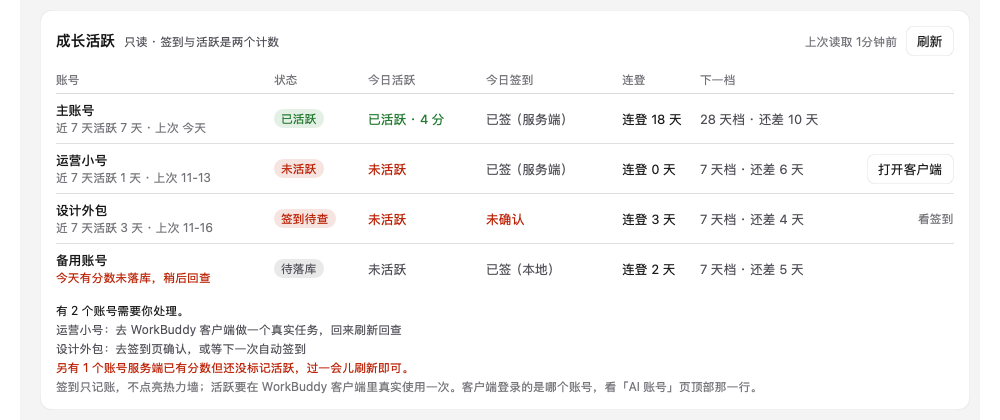 成长活跃 只读 · 签到与活跃是两个计数 上次读取 1分钟前 刷新
账号 状态 今日活跃 今日签到 连登 下一档
主账号
近 7 天活跃 7 天 · 上次 今天
已活跃 已活跃 · 4 分 已签（服务端） 连登 18 天 28 天档 · 还差 10 天
运营小号
近 7 天活跃 1 天 · 上次 11-13
未活跃 未活跃 已签（服务端） 连登 0 天 7 天档 · 还差 6 天 打开客户端
设计外包
近 7 天活跃 3 天 · 上次 11-16
签到待查 未活跃 未确认 连登 3 天 7 天档 · 还差 4 天 看签到
备用账号
今天有分数未落库，稍后回查
待落库 未活跃 已签（本地） 连登 2 天 7 天档 · 还差 5 天
有 2 个账号需要你处理。
运营小号：去 WorkBuddy 客户端做一个真实任务，回来刷新回查
设计外包：去签到页确认，或等下一次自动签到
另有 1 个账号服务端已有分数但还没标记活跃，过一会儿刷新即可。
签到只记账，不点亮热力墙；活跃要在 WorkBuddy 客户端里真实使用一次。客户端登录的是哪个账号，看「AI 账号」页顶部那一行。